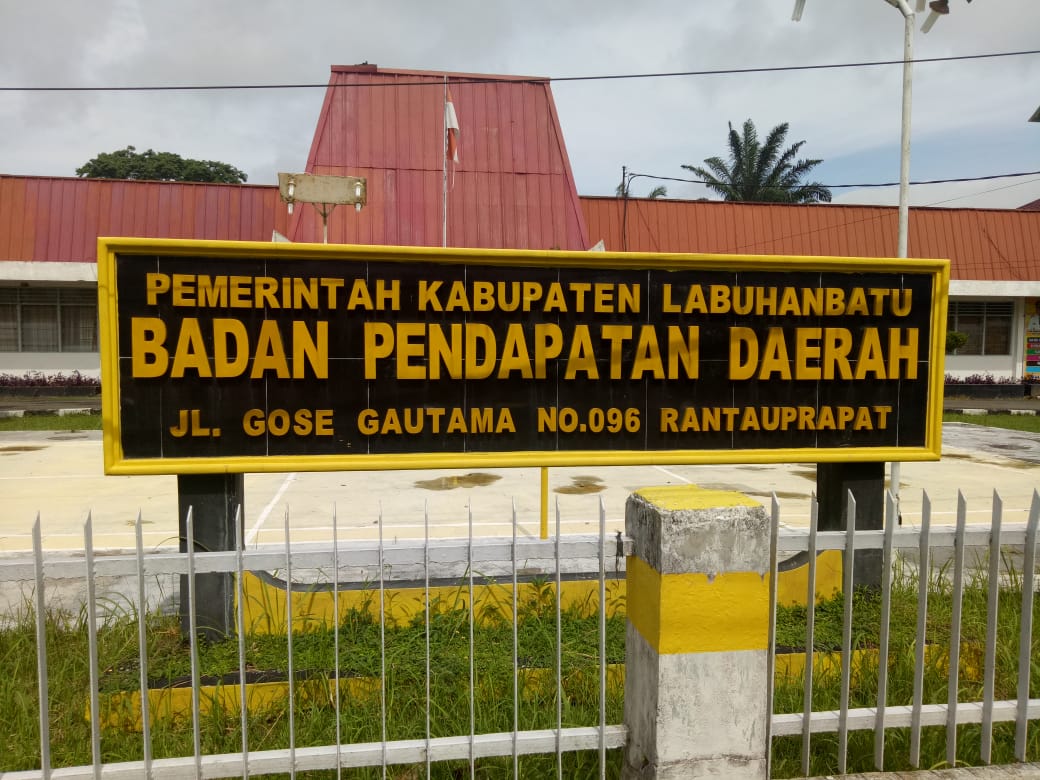 PEMERINTAH KABUPATEN LABUHANBATU
BADAN PENDAPATAN DAERAH
JL. GOSE GAUTAMA NO.096 RANTAUPRAPAT